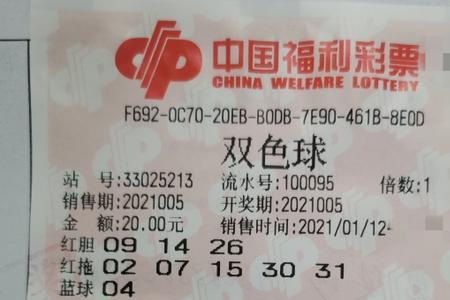 中国福利彩票
CHINA WELFARE LOTTERY
F692-0C70-20EB-B0DB-7E90-461B-8E0D
双色球
站 号:33025213 流水号:100095 倍数:1
销售期:2021005 开奖期:2021005
金 额:20.00元 销售时间:2021/01/12-
红胆 09 14 26
红拖 02 07 15 30 31
蓝球 04